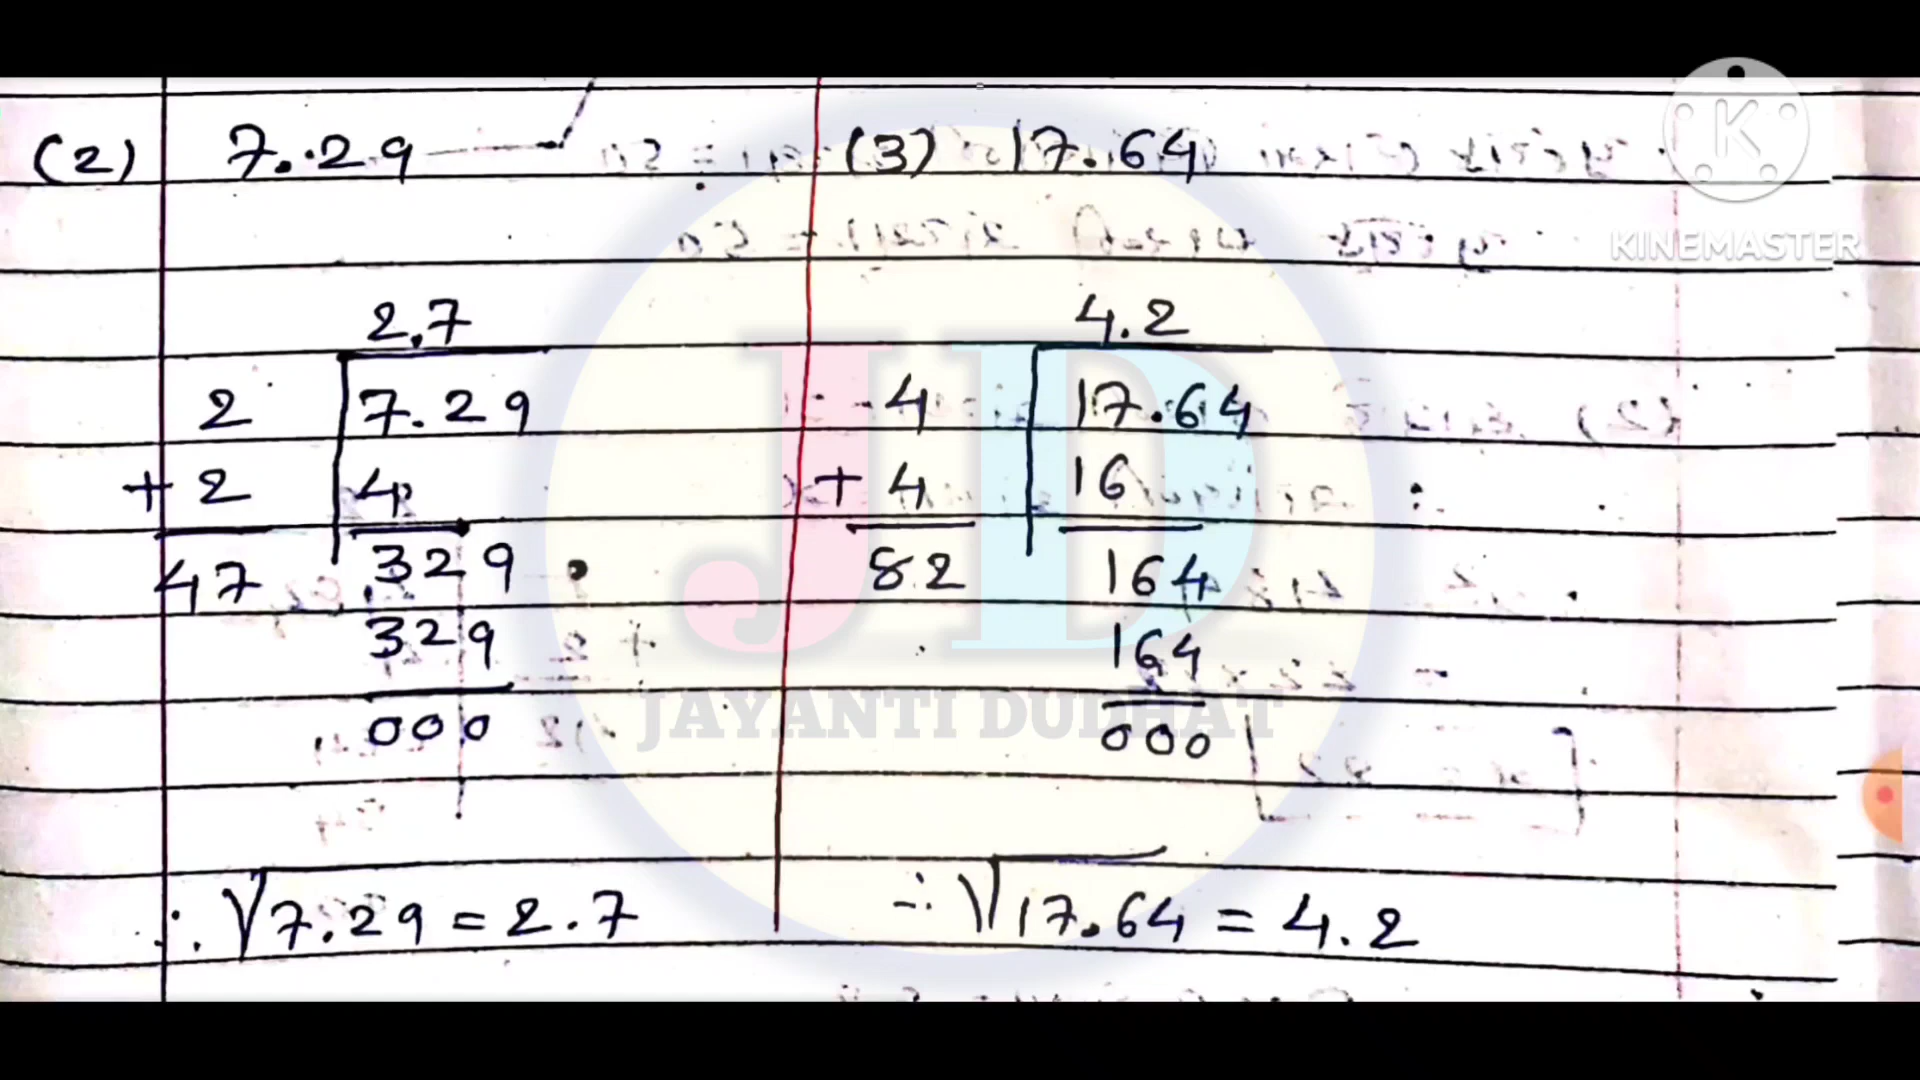 (2) 7.29
2.7
2 7.29
+ 2 4
47 329
329
000
∴ √7.29 = 2.7
(3) 17.64
4.2
4 17.64
+ 4 16
82 164
164
000
∴ √17.64 = 4.2
K
KINEMASTER
JD
JAYANTI DUDHAT